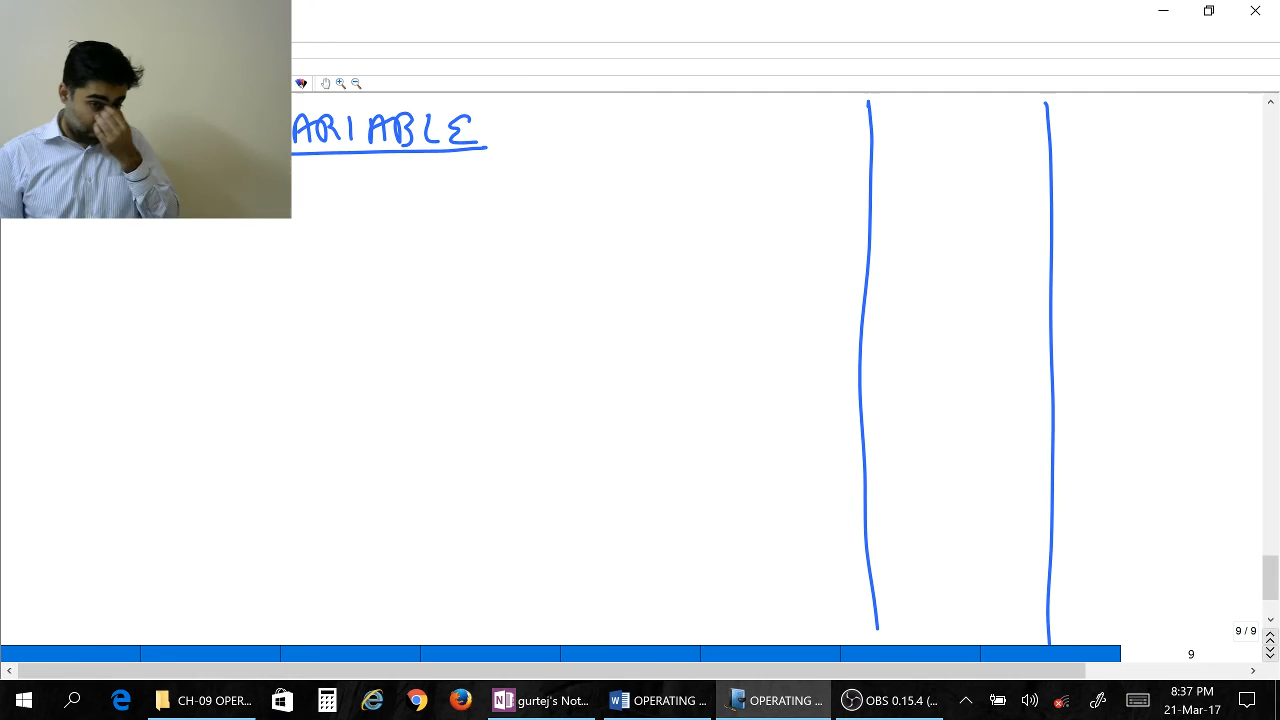 ARIABLE
9 / 9
9
CH-09 OPER...
gurtej's Not...
OPERATING ...
OPERATING ...
OBS 0.15.4 (...
8:37 PM
21-Mar-17